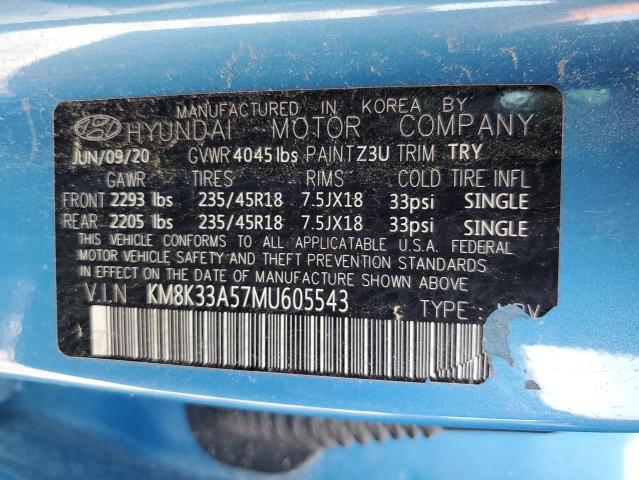 MANUFACTURED IN KOREA BY
HYUNDAI MOTOR COMPANY
JUN/09/20 GVWR 4045 lbs PAINT Z3U TRIM TRY
GAWR TIRES RIMS COLD TIRE INFL
FRONT 2293 lbs 235/45R18 7.5JX18 33psi SINGLE
REAR 2205 lbs 235/45R18 7.5JX18 33psi SINGLE
THIS VEHICLE CONFORMS TO ALL APPLICATABLE U.S.A. FEDERAL
MOTOR VEHICLE SAFETY AND THEFT PREVENTION STANDARDS
IN EFFECT ON THE DATE OF MANUFACTURE SHOWN ABOVE
V.I.N KM8K33A57MU605543 TYPE :